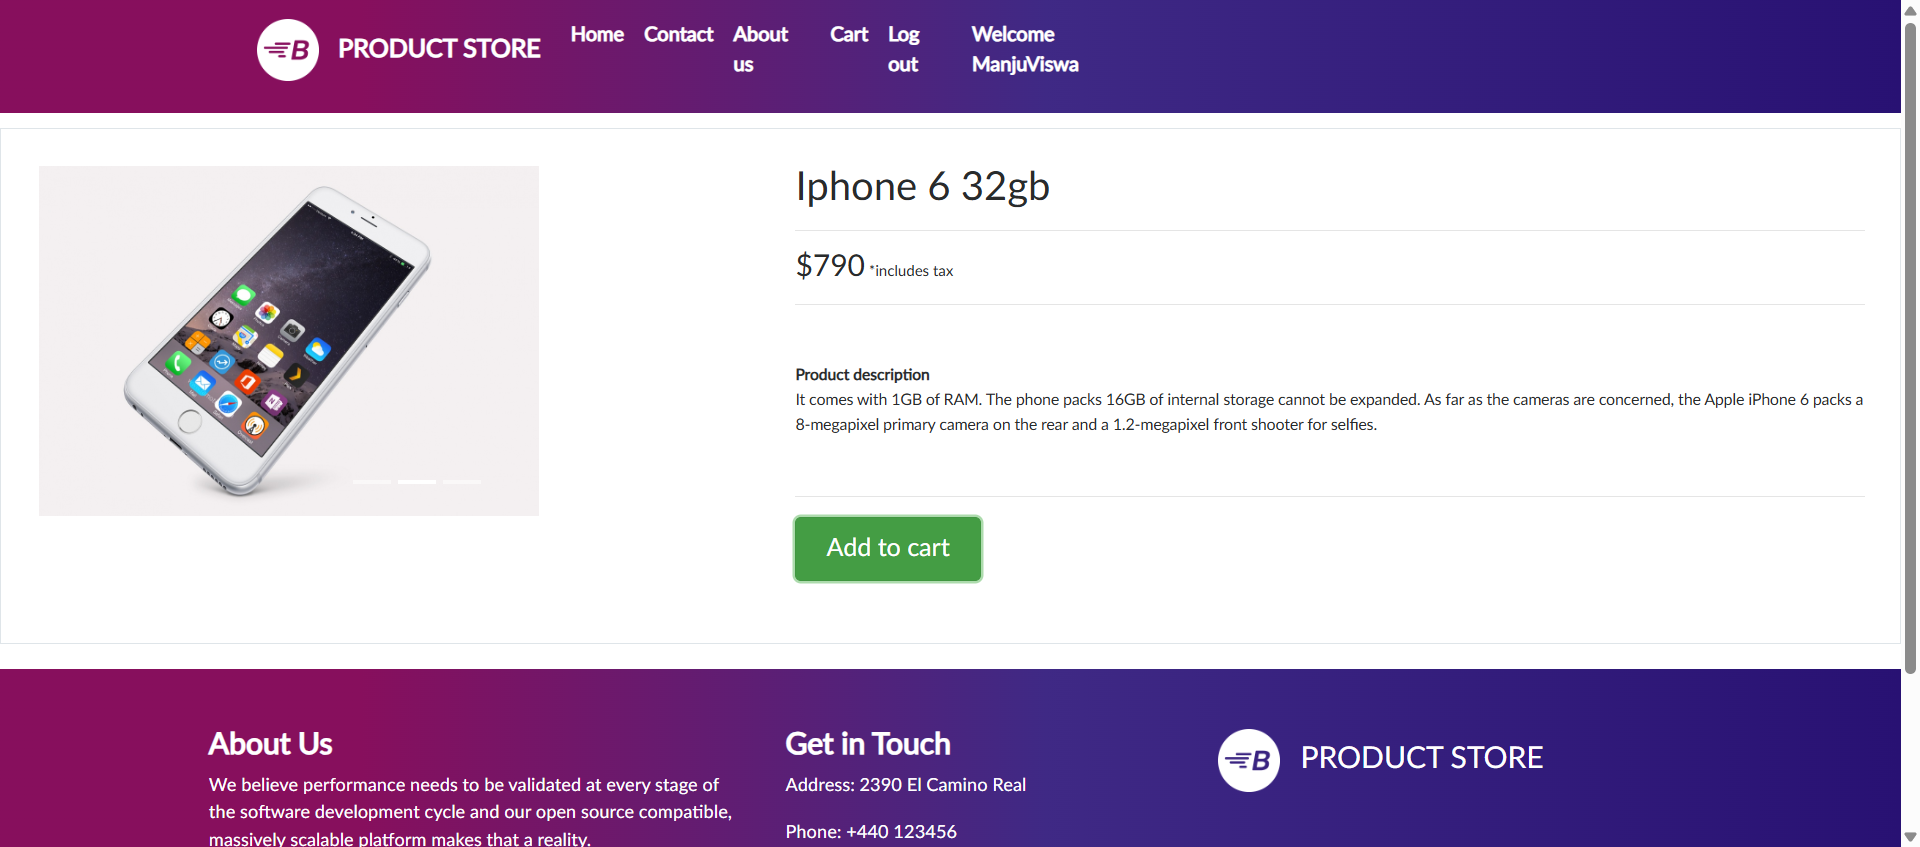 B PRODUCT STORE Home Contact About us Cart Log out Welcome ManjuViswa
Iphone 6 32gb
$790 *includes tax
Product description
It comes with 1GB of RAM. The phone packs 16GB of internal storage cannot be expanded. As far as the cameras are concerned, the Apple iPhone 6 packs a
8-megapixel primary camera on the rear and a 1.2-megapixel front shooter for selfies.
Add to cart
About Us
We believe performance needs to be validated at every stage of
the software development cycle and our open source compatible,
massively scalable platform makes that a reality.
Get in Touch
Address: 2390 El Camino Real
Phone: +440 123456
B PRODUCT STORE